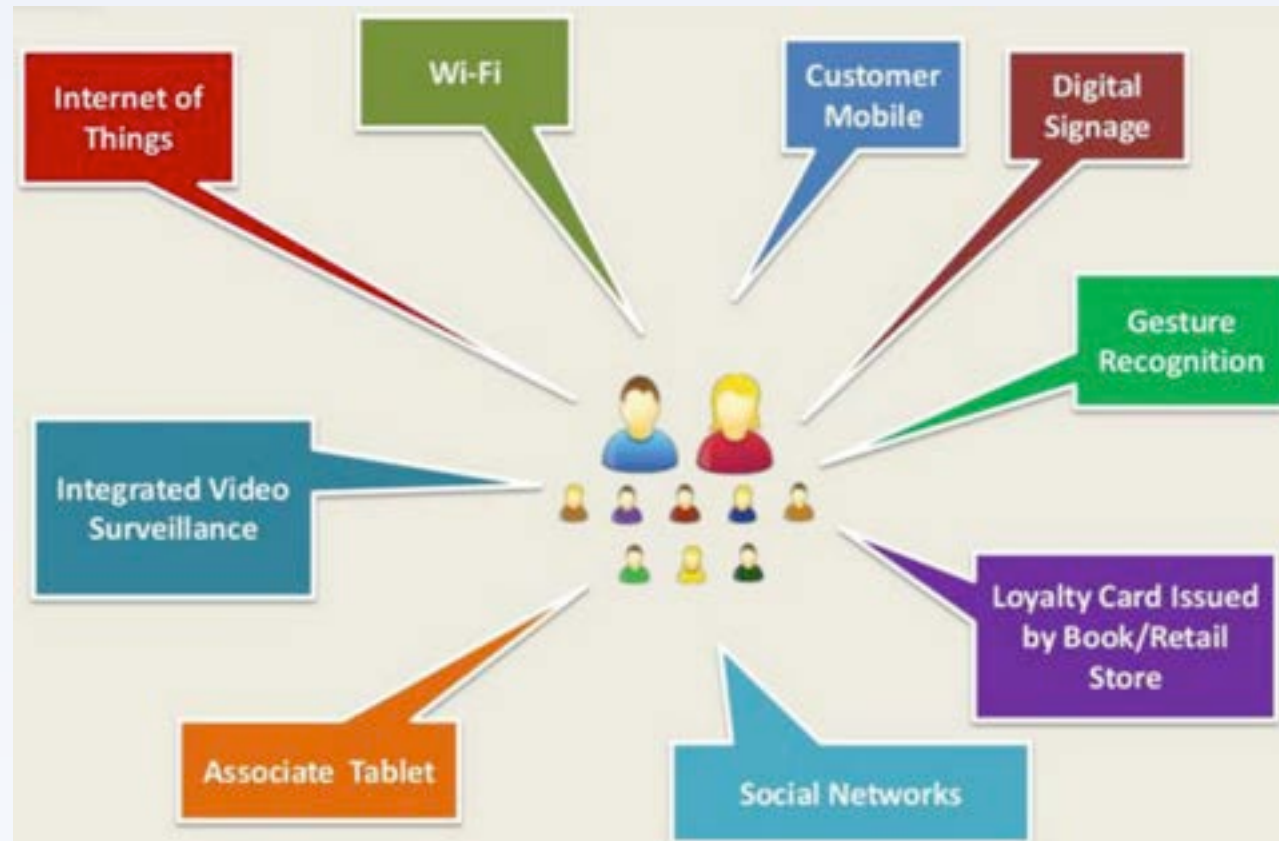 Internet of
Things
Wi-Fi
Customer
Mobile
Digital
Signage
Gesture
Recognition
Integrated Video
Surveillance
Loyalty Card Issued
by Book/Retail
Store
Associate Tablet
Social Networks